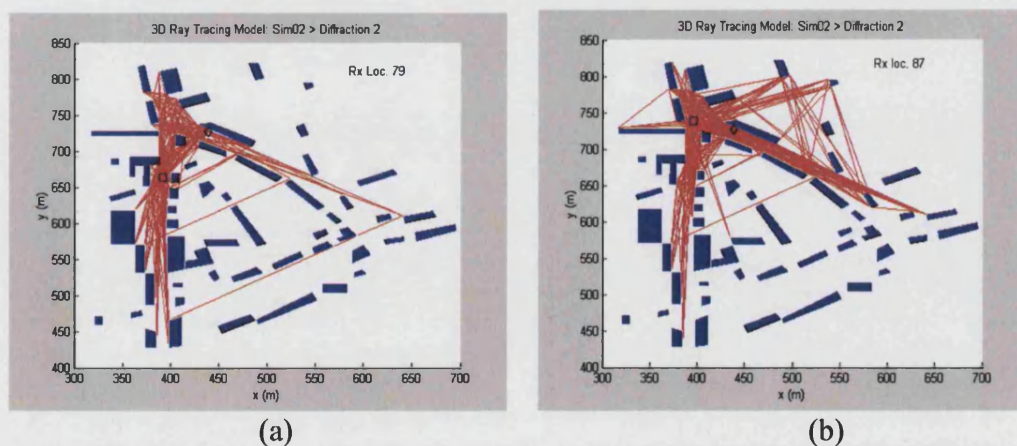 3D Ray Tracing Model: Sim02 > Diffraction 2
Rx Loc. 79
850
800
750
700
650
600
550
500
450
400
y (m)
300 350 400 450 500 550 600 650 700
x (m)
(a)
3D Ray Tracing Model: Sim02 > Diffraction 2
Rx loc. 87
850
800
750
700
650
600
550
500
450
400
y (m)
300 350 400 450 500 550 600 650 700
x (m)
(b)